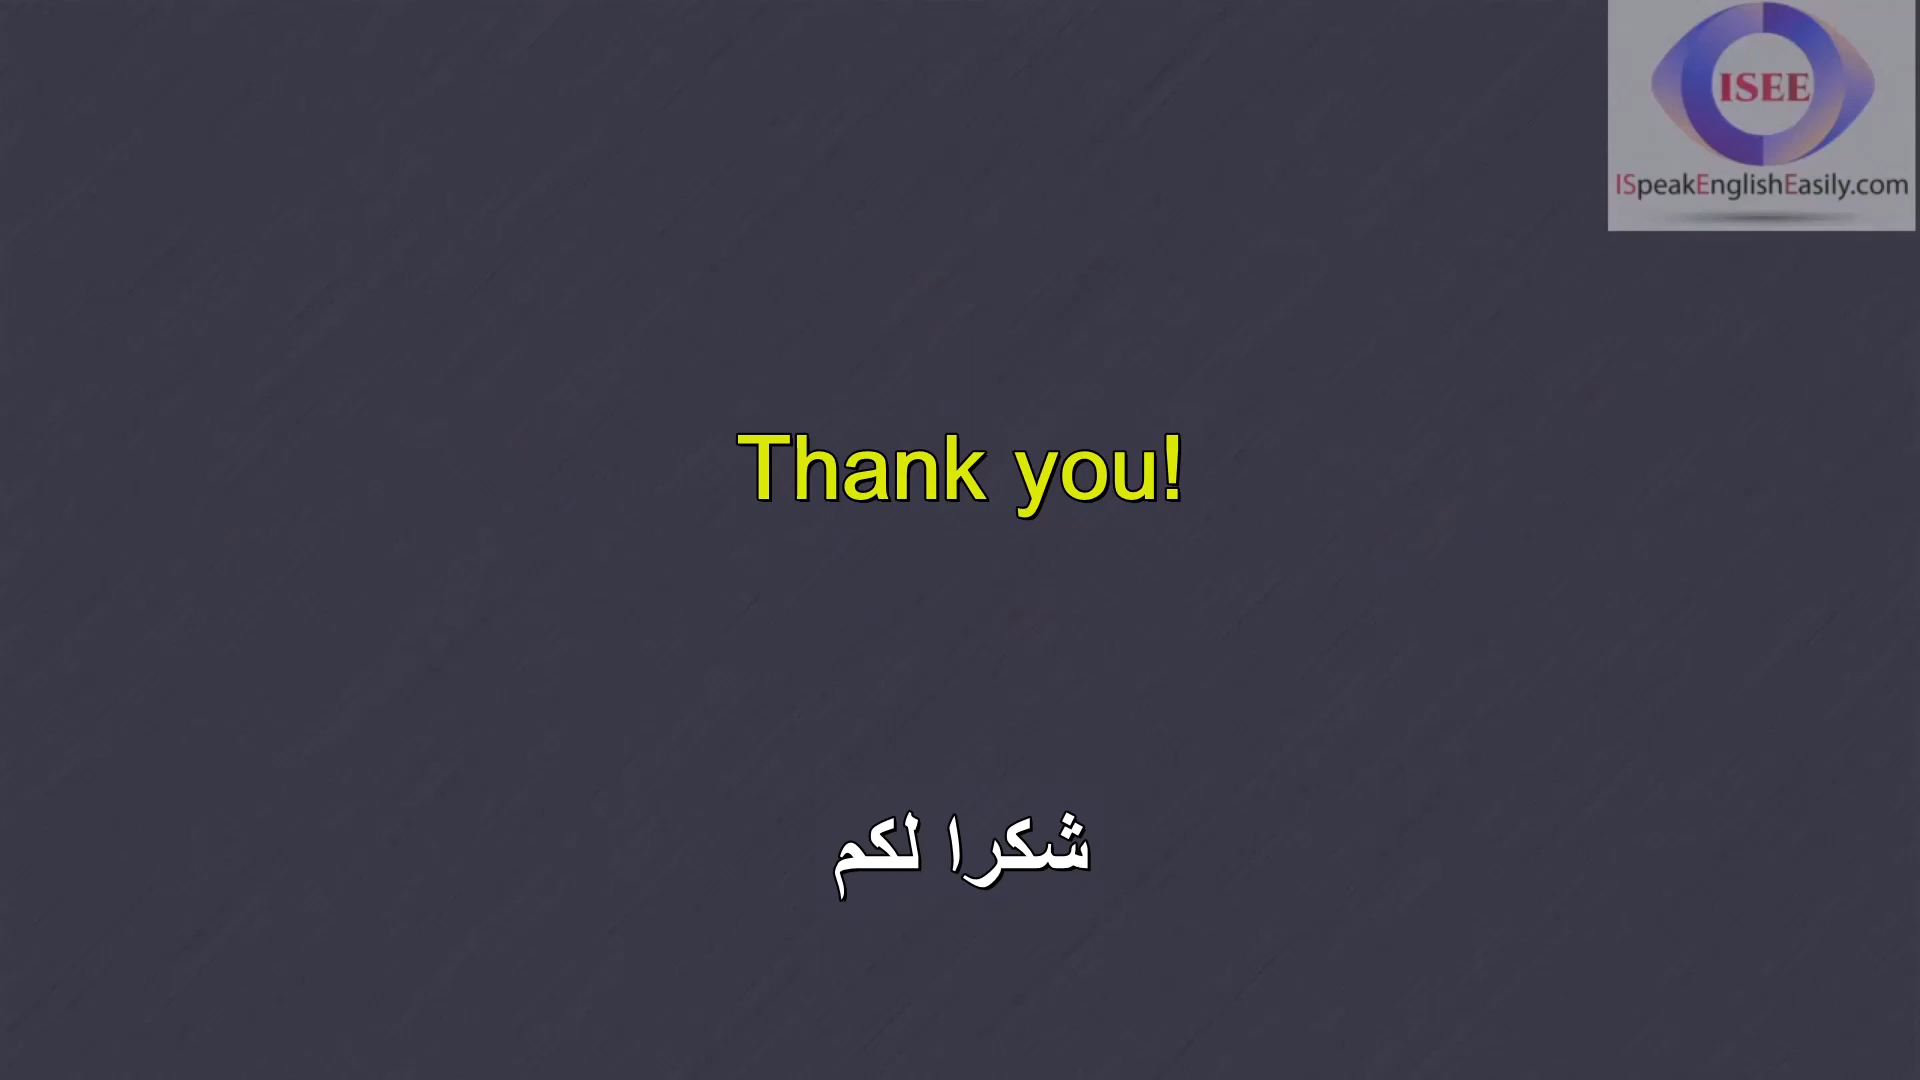 ISEE
ISpeakEnglishEasily.com
Thank you!
شكرا لكم